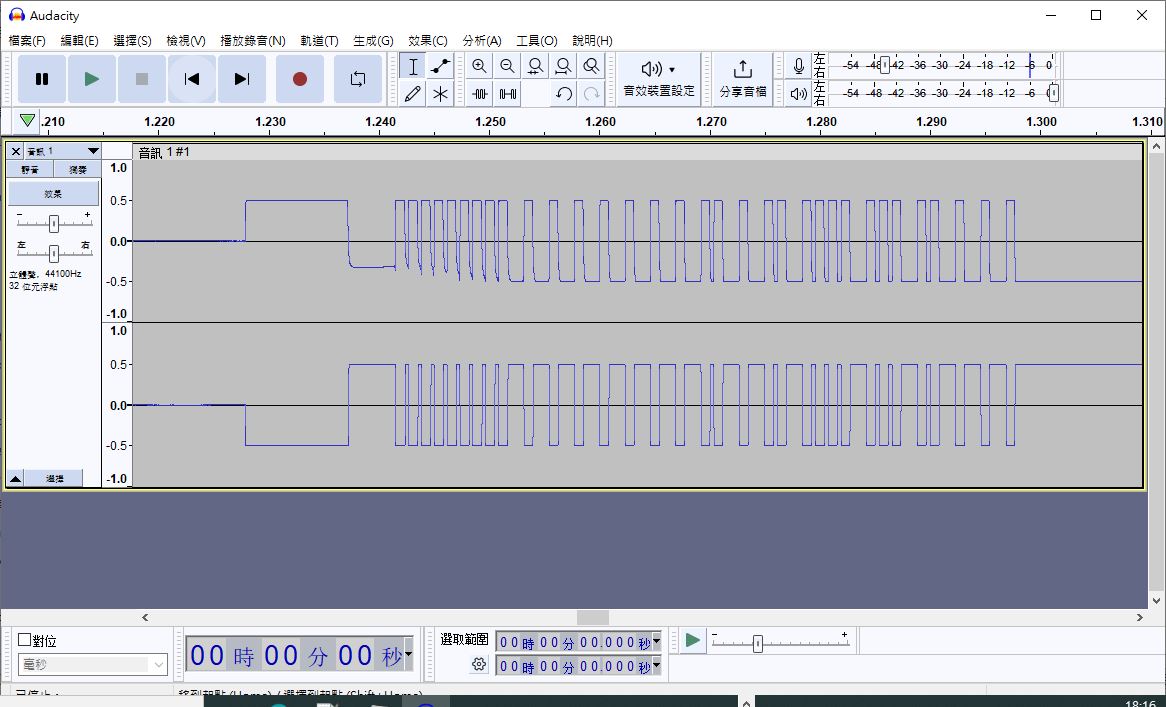 Audacity
檔案(F) 編輯(E) 選擇(S) 檢視(V) 播放錄音(N) 軌道(T) 生成(G) 效果(C) 分析(A) 工具(O) 說明(H)
音效裝置設定
分享音檔
左
右
-54 -48 -42 -36 -30 -24 -18 -12 -6 0
左
右
-54 -48 -42 -36 -30 -24 -18 -12 -6 0
1.210 1.220 1.230 1.240 1.250 1.260 1.270 1.280 1.290 1.300 1.310
音訊 1
音訊 1 #1
靜音 獨奏
效果
- +
左 右
立體聲, 44100Hz
32 位元浮點
選擇
1.0
0.5
0.0
-0.5
-1.0
1.0
0.5
0.0
-0.5
-1.0
對位
毫秒
00 時 00 分 00 秒
選取範圍
00 時 00 分 00.000 秒
00 時 00 分 00.000 秒
- +
已停止.
移到起點 (Home) / 選擇到起點 (Shift+Home)
18:16